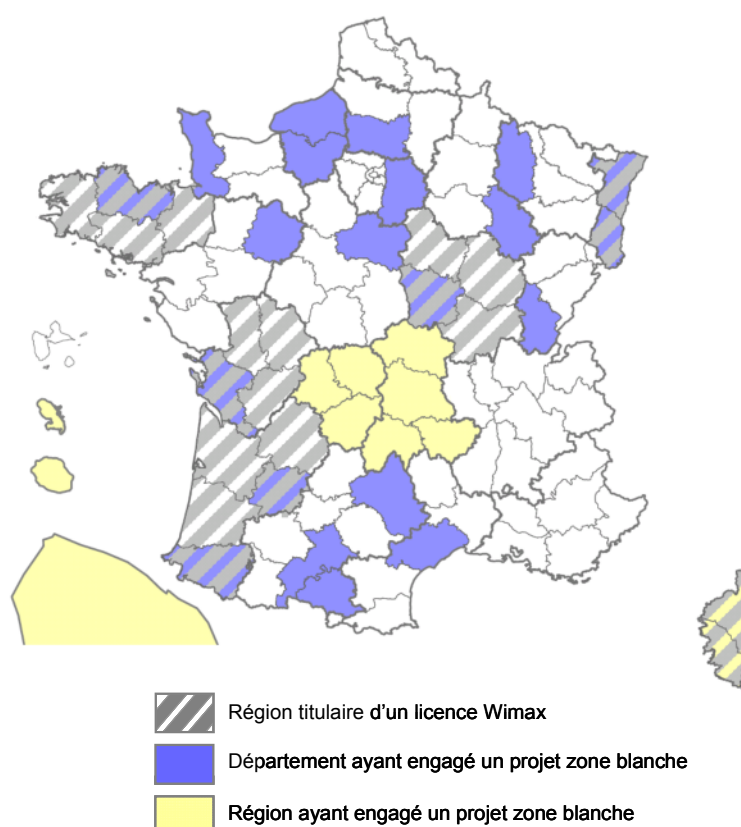 Région titulaire d'un licence Wimax
Département ayant engagé un projet zone blanche
Région ayant engagé un projet zone blanche